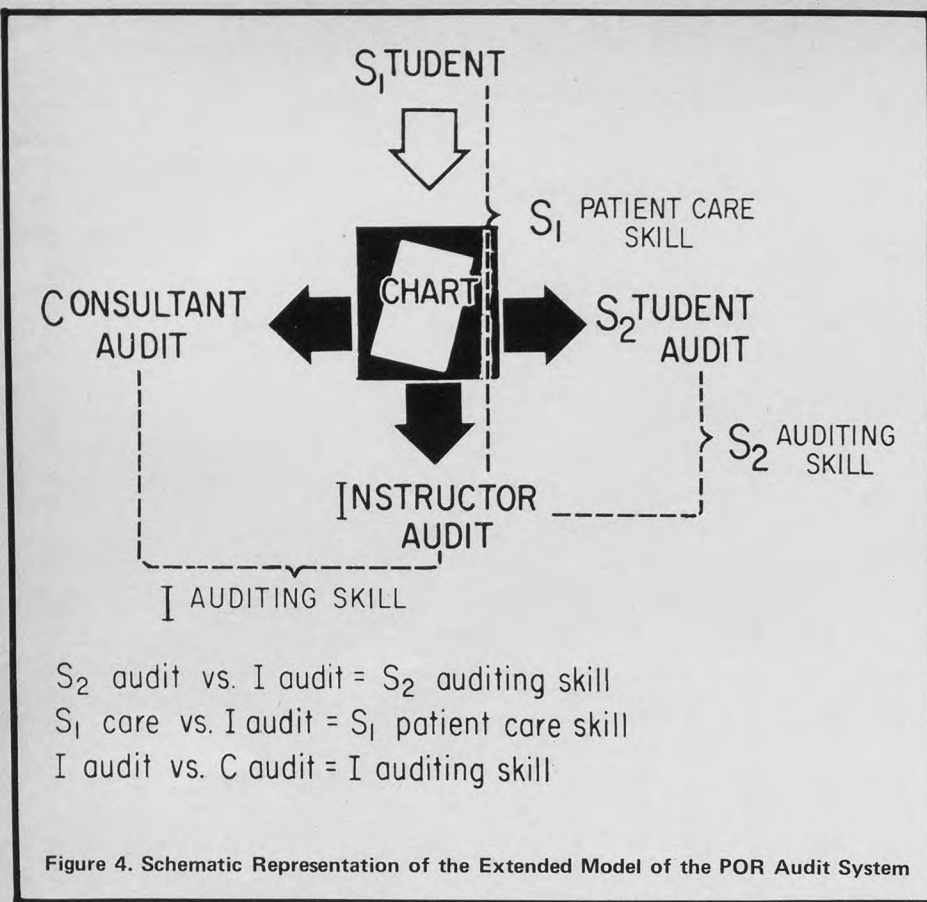 S₁TUDENT
S₁ PATIENT CARE
SKILL
CHART
CONSULTANT
AUDIT
S₂TUDENT
AUDIT
S₂ AUDITING
SKILL
INSTRUCTOR
AUDIT
I AUDITING SKILL
S₂ audit vs. I audit = S₂ auditing skill
S₁ care vs. I audit = S₁ patient care skill
I audit vs. C audit = I auditing skill
Figure 4. Schematic Representation of the Extended Model of the POR Audit System